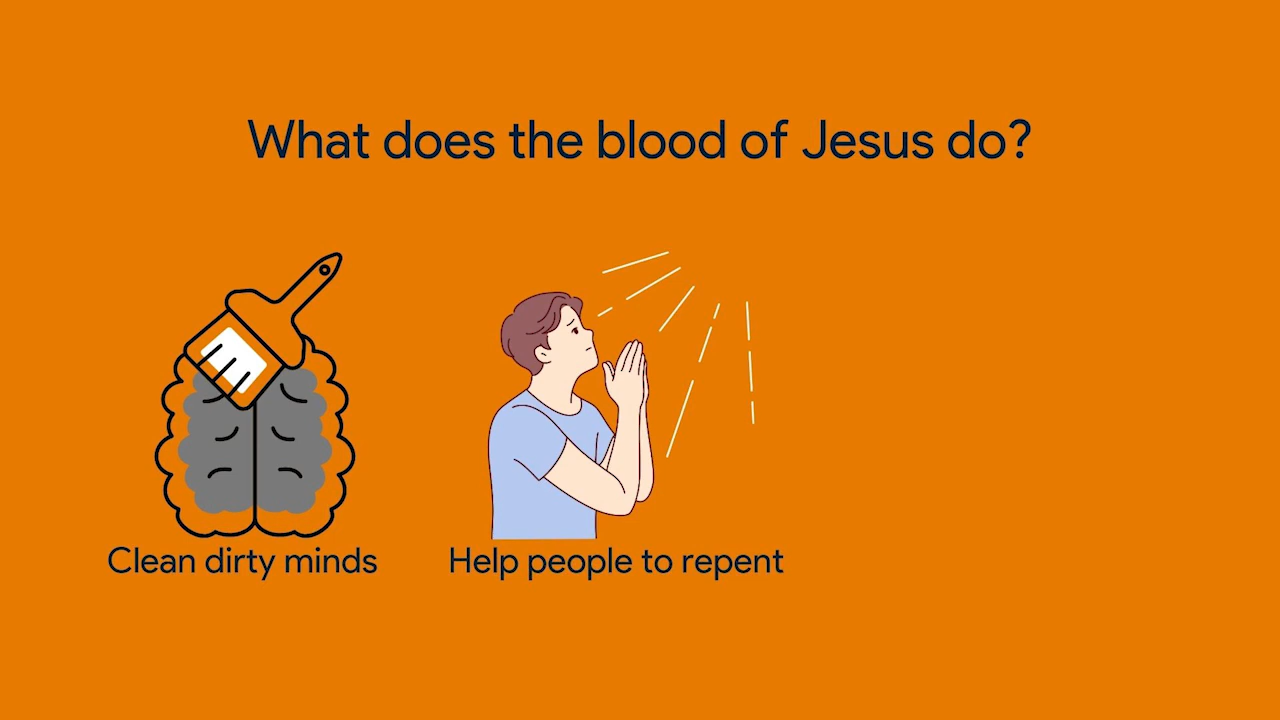 What does the blood of Jesus do?
Clean dirty minds
Help people to repent